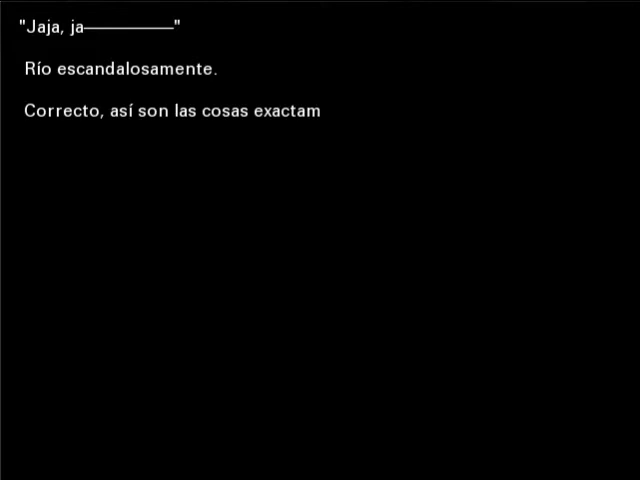 "Jaja, ja―――――"
Río escandalosamente.
Correcto, así son las cosas exactam